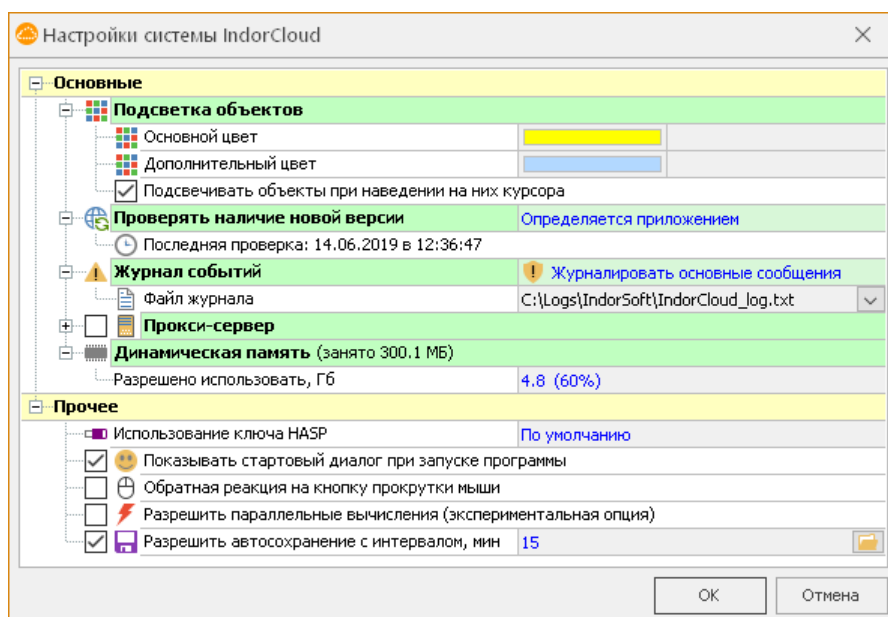 Настройки системы IndorCloud
Основные
Подсветка объектов
Основной цвет
Дополнительный цвет
Подсвечивать объекты при наведении на них курсора
Проверять наличие новой версии Определяется приложением
Последняя проверка: 14.06.2019 в 12:36:47
Журнал событий Журналировать основные сообщения
Файл журнала C:\Logs\IndorSoft\IndorCloud_log.txt
Прокси-сервер
Динамическая память (занято 300.1 МБ)
Разрешено использовать, Гб 4.8 (60%)
Прочее
Использование ключа HASP По умолчанию
Показывать стартовый диалог при запуске программы
Обратная реакция на кнопку прокрутки мыши
Разрешить параллельные вычисления (экспериментальная опция)
Разрешить автосохранение с интервалом, мин 15
ОК Отмена